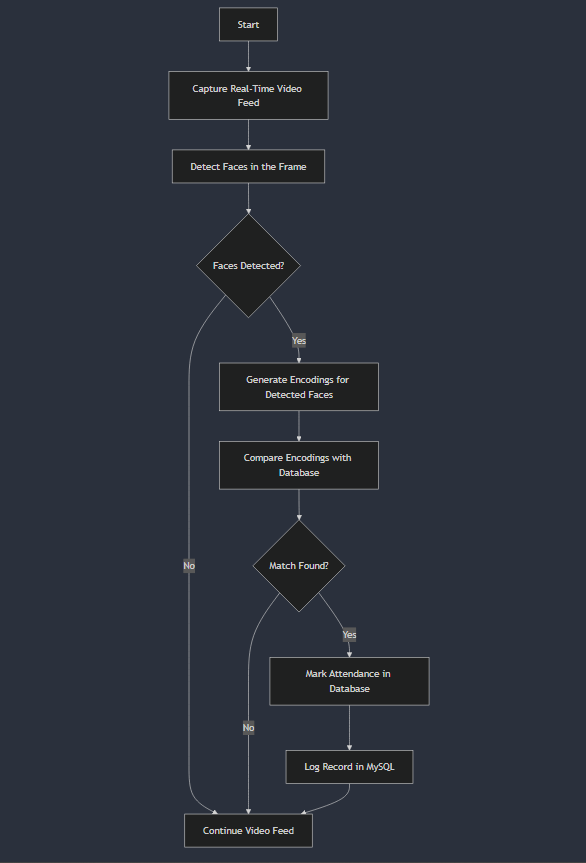 Start
Capture Real-Time Video
Feed
Detect Faces in the Frame
Faces Detected?
Yes
Generate Encodings for
Detected Faces
Compare Encodings with
Database
No
Match Found?
Yes
Mark Attendance in
Database
No
Log Record in MySQL
Continue Video Feed